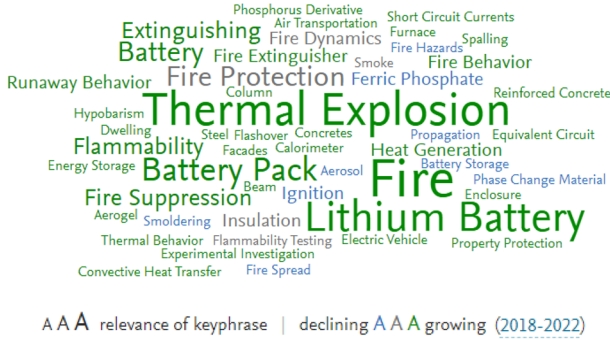 Phosphorus Derivative
Air Transportation Short Circuit Currents
Extinguishing Fire Dynamics Furnace
Battery Fire Extinguisher Fire Hazards Spalling
Smoke Fire Behavior
Runaway Behavior Fire Protection Ferric Phosphate
Column Reinforced Concrete
Hypobarism Thermal Explosion
Dwelling Steel Flashover Concretes Propagation Equivalent Circuit
Flammability Facades Calorimeter Heat Generation
Energy Storage Battery Pack Aerosol Fire Battery Storage
Phase Change Material
Fire Suppression Beam Ignition Enclosure
Aerogel Smoldering Insulation Lithium Battery
Thermal Behavior Flammability Testing Electric Vehicle Property Protection
Experimental Investigation
Convective Heat Transfer Fire Spread
A A A relevance of keyphrase | declining A A A growing (2018-2022)